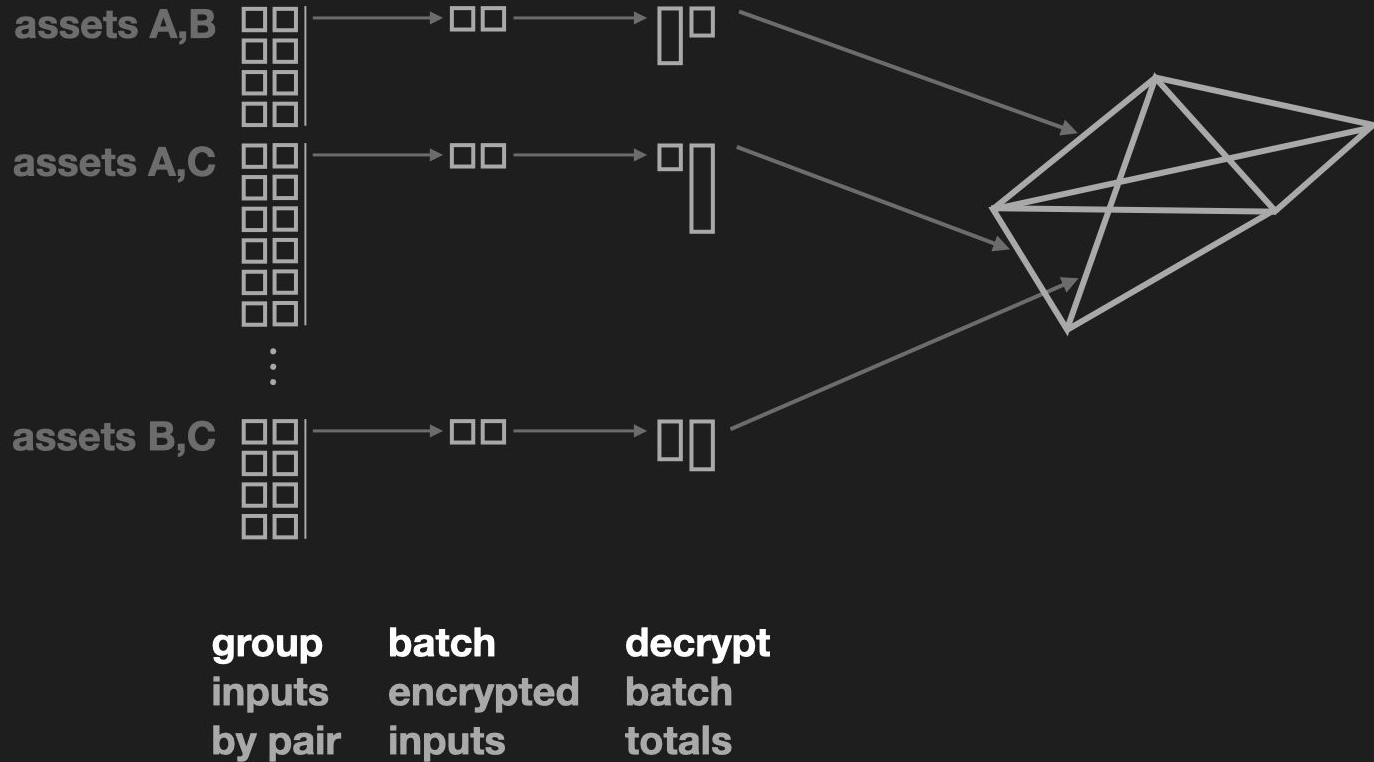 assets A,B
assets A,C
assets B,C
group
inputs
by pair
batch
encrypted
inputs
decrypt
batch
totals